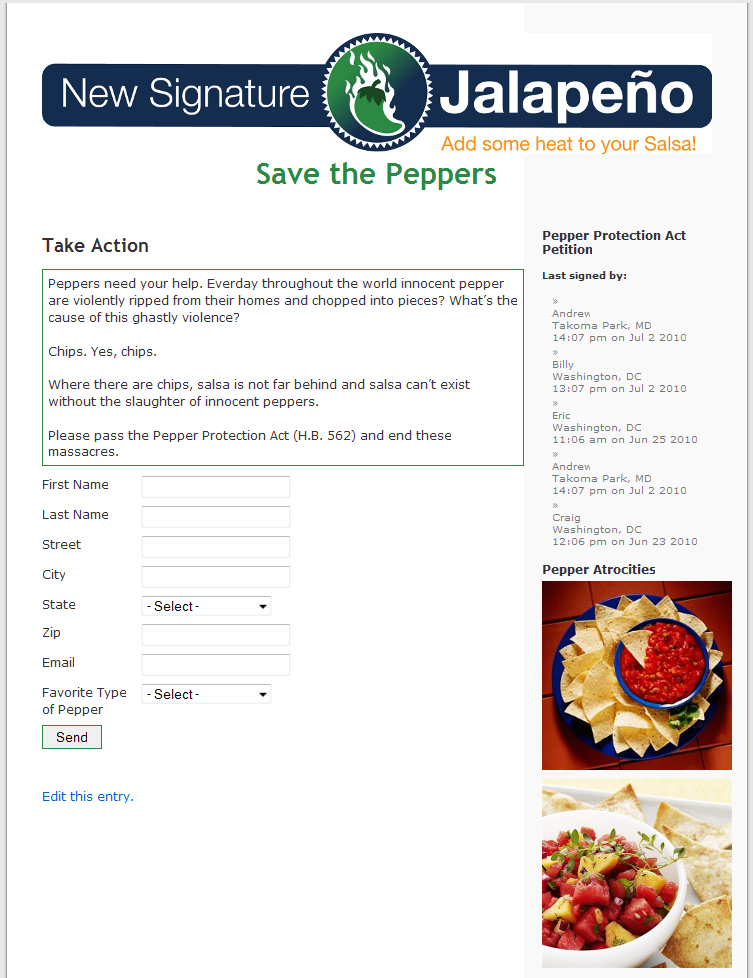 New Signature Jalapeño
Add some heat to your Salsa!
Save the Peppers
Take Action
Peppers need your help. Everday throughout the world innocent pepper
are violently ripped from their homes and chopped into pieces? What's the
cause of this ghastly violence?
Chips. Yes, chips.
Where there are chips, salsa is not far behind and salsa can't exist
without the slaughter of innocent peppers.
Please pass the Pepper Protection Act (H.B. 562) and end these
massacres.
First Name
Last Name
Street
City
State
- Select -
Zip
Email
Favorite Type
of Pepper
- Select -
Send
Edit this entry.
Pepper Protection Act
Petition
Last signed by:
»
Andrew
Takoma Park, MD
14:07 pm on Jul 2 2010
»
Billy
Washington, DC
13:07 pm on Jul 2 2010
»
Eric
Washington, DC
11:06 am on Jun 25 2010
»
Andrew
Takoma Park, MD
14:07 pm on Jul 2 2010
»
Craig
Washington, DC
12:06 pm on Jun 23 2010
Pepper Atrocities